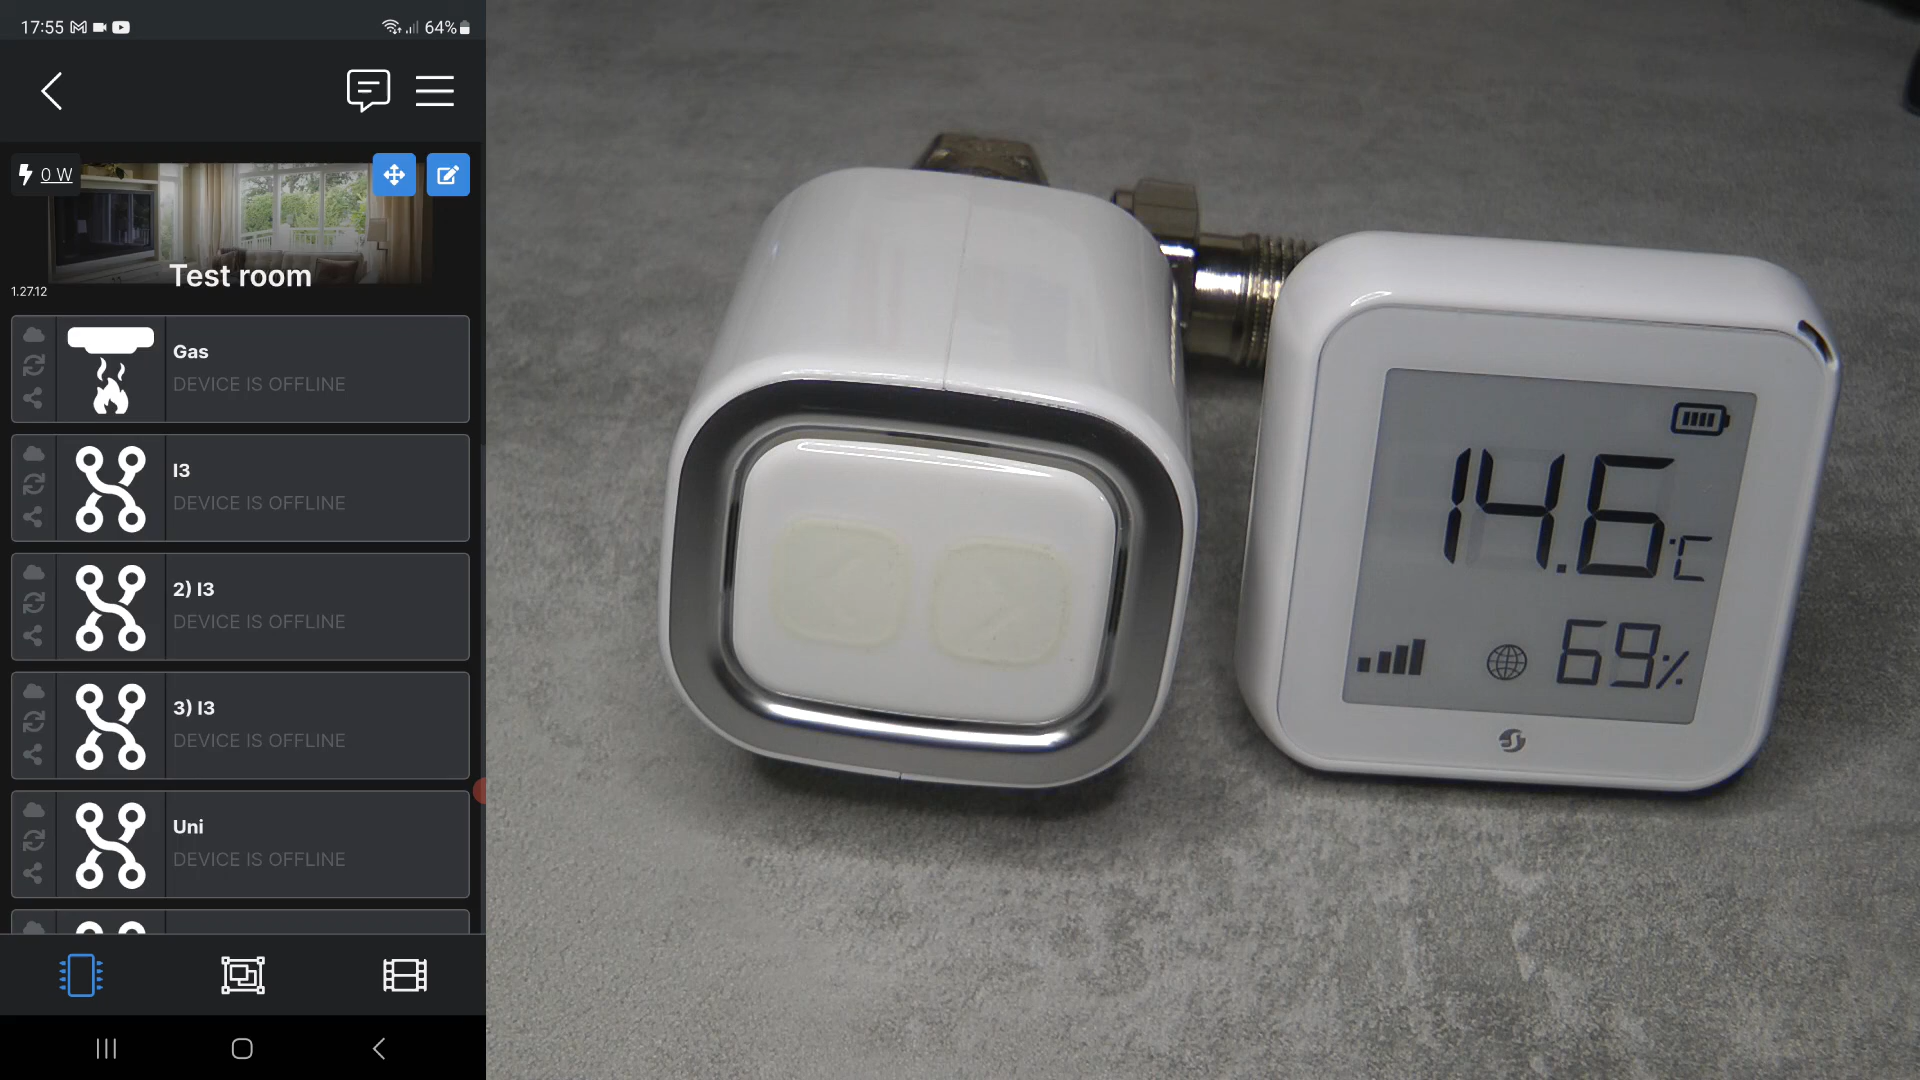 17:55
64%
0 W
Test room
1.27.12
Gas
DEVICE IS OFFLINE
I3
DEVICE IS OFFLINE
2) I3
DEVICE IS OFFLINE
3) I3
DEVICE IS OFFLINE
Uni
DEVICE IS OFFLINE
14.6°C
69%